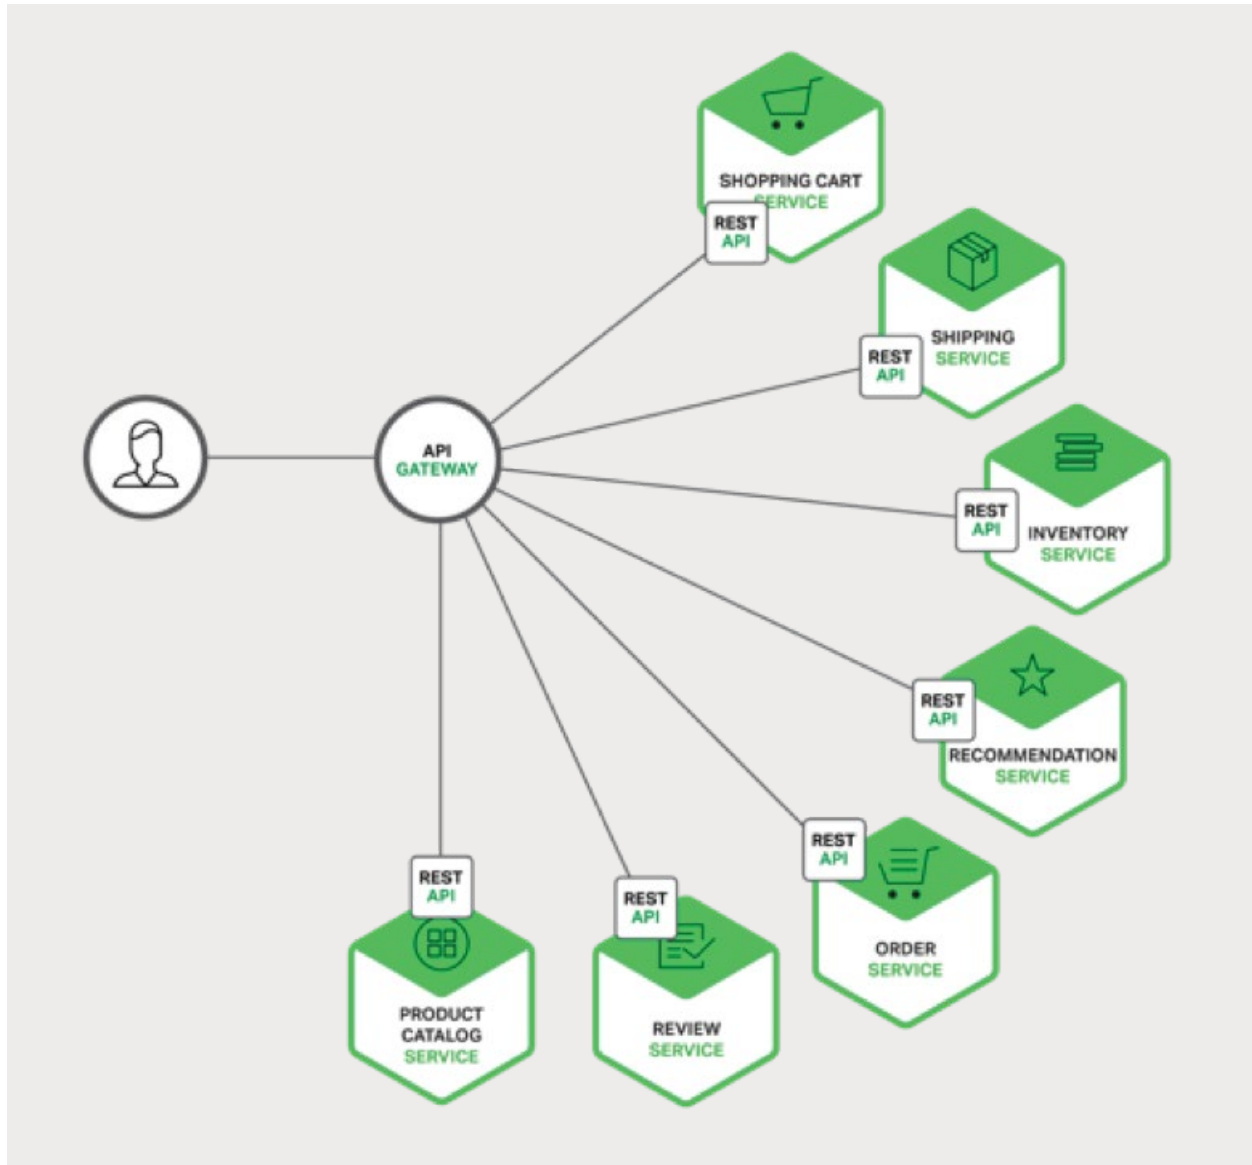 SHOPPING CART
SERVICE
REST
API
SHIPPING
SERVICE
REST
API
API
GATEWAY
REST
API
INVENTORY
SERVICE
REST
API
RECOMMENDATION
SERVICE
REST
API
ORDER
SERVICE
REST
API
PRODUCT
CATALOG
SERVICE
REST
API
REVIEW
SERVICE